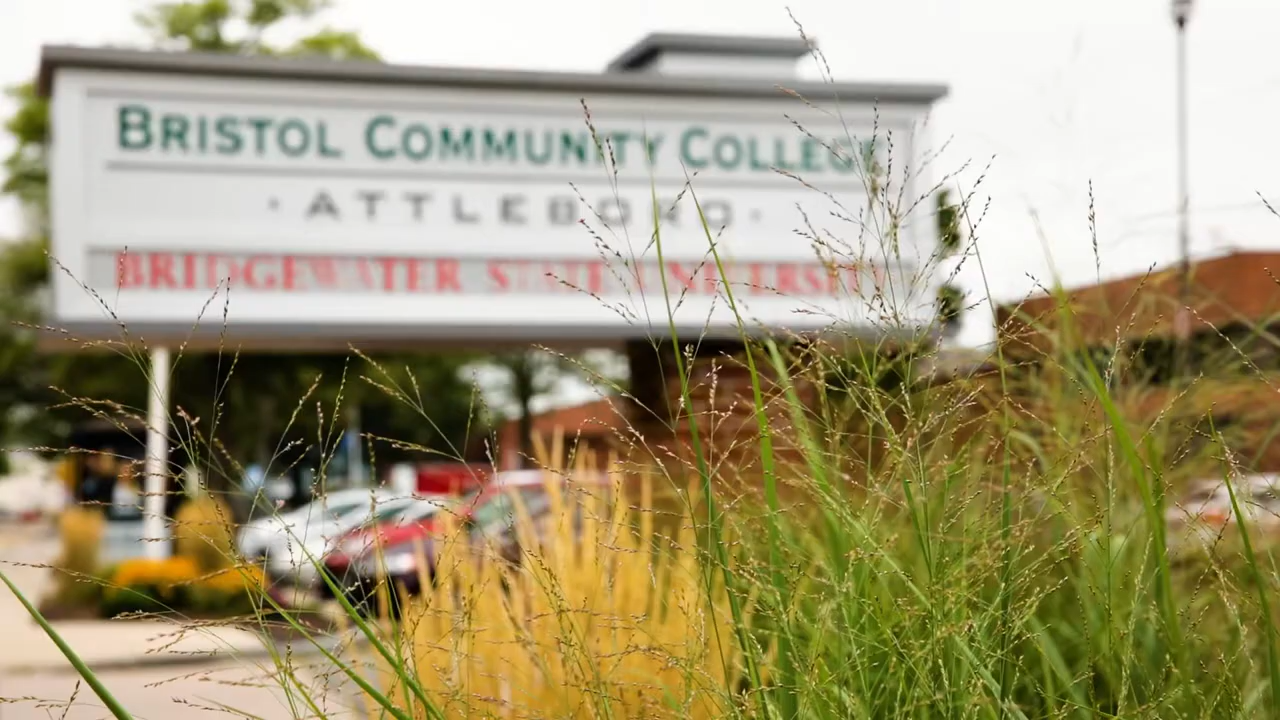 BRISTOL COMMUNITY COLLEGE
· ATTLEBORO ·
BRIDGEWATER STATE UNIVERSITY